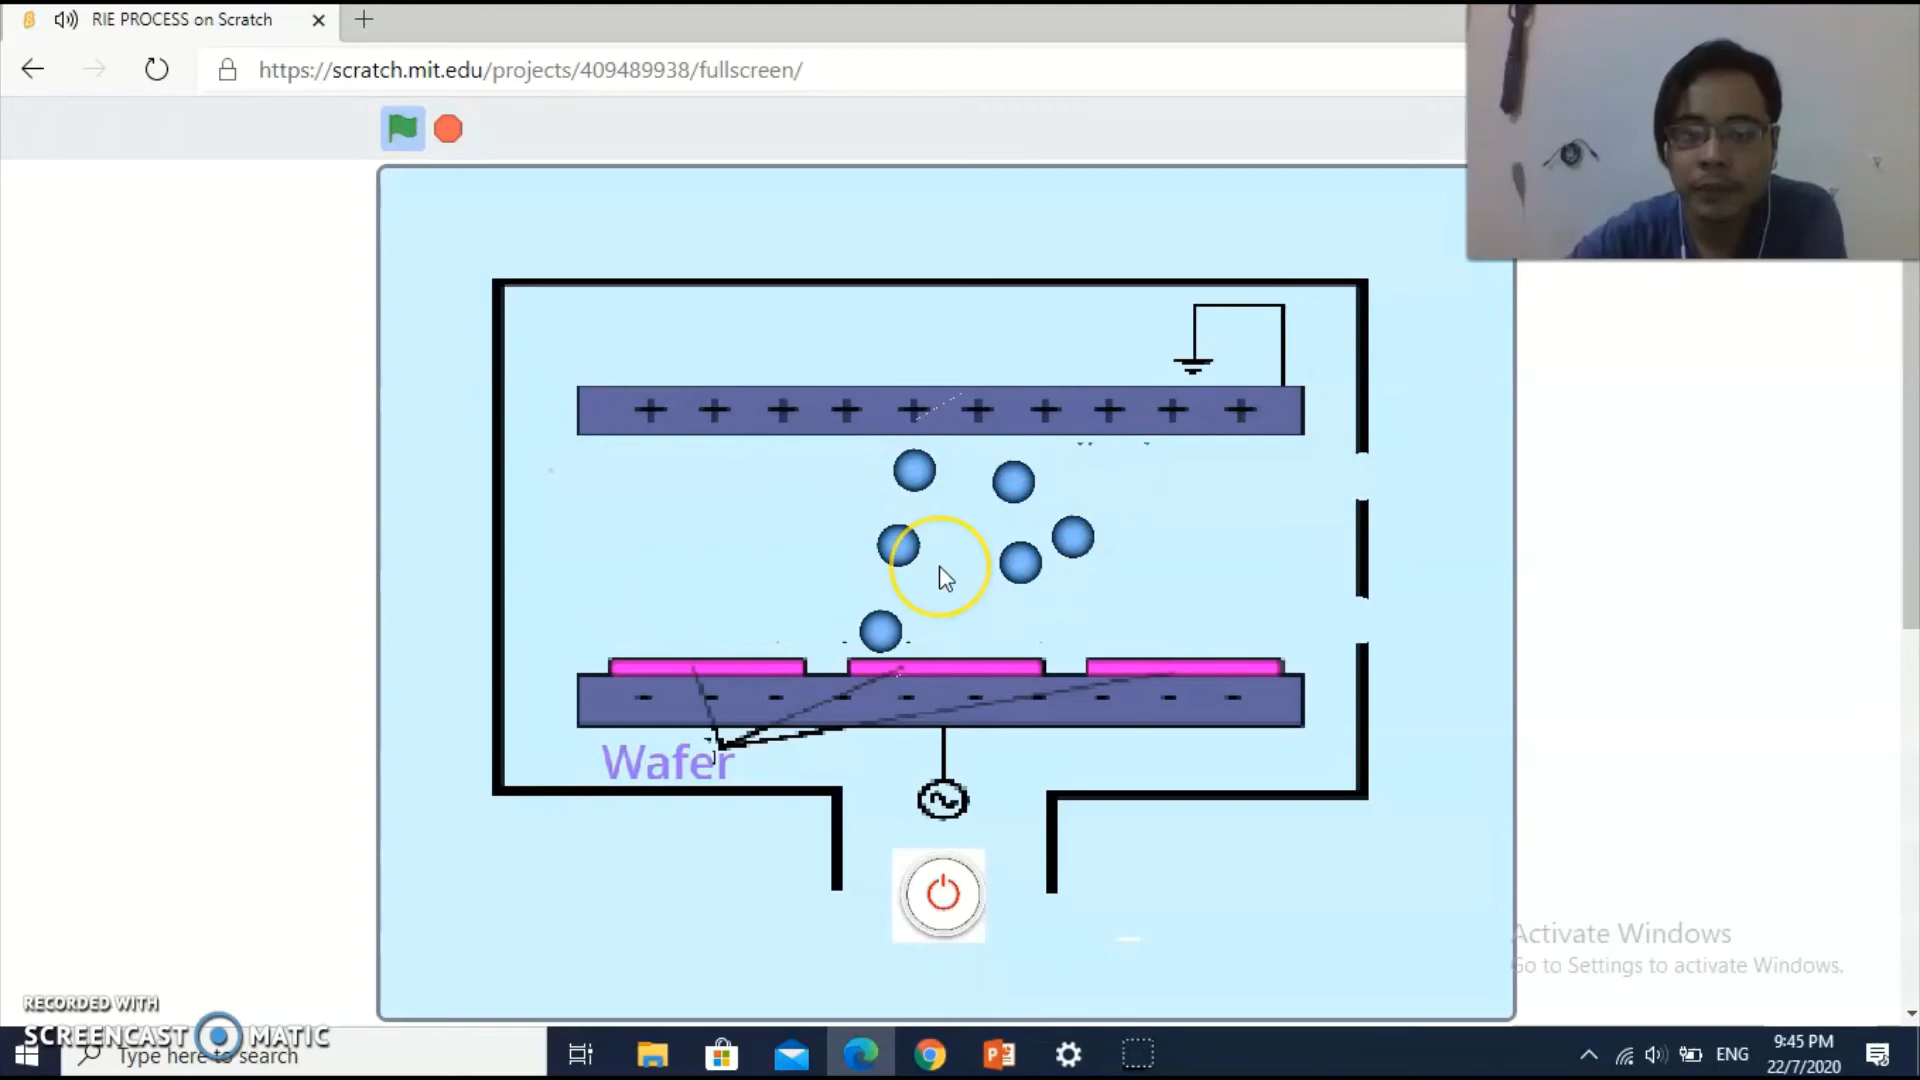 RIE PROCESS on Scratch
https://scratch.mit.edu/projects/409489938/fullscreen/
+ + + + + + + + + +
- - - - - - - - - -
Wafer
Activate Windows
Go to Settings to activate Windows.
RECORDED WITH
SCREENCAST MATIC
Type here to search
ENG
9:45 PM
22/7/2020